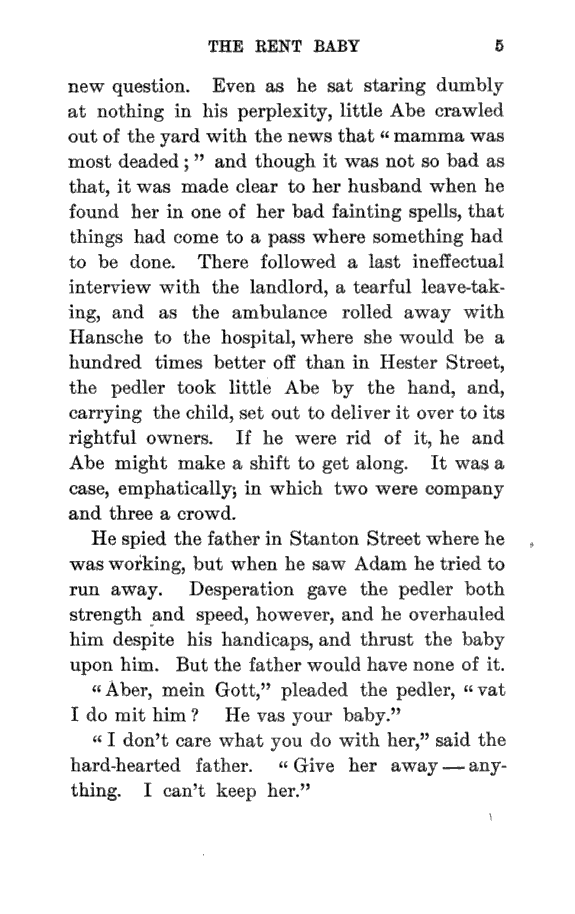 THE RENT BABY 5
new question. Even as he sat staring dumbly
at nothing in his perplexity, little Abe crawled
out of the yard with the news that “ mamma was
most deaded ; ” and though it was not so bad as
that, it was made clear to her husband when he
found her in one of her bad fainting spells, that
things had come to a pass where something had
to be done. There followed a last ineffectual
interview with the landlord, a tearful leave-tak-
ing, and as the ambulance rolled away with
Hansche to the hospital, where she would be a
hundred times better off than in Hester Street,
the pedler took little Abe by the hand, and,
carrying the child, set out to deliver it over to its
rightful owners. If he were rid of it, he and
Abe might make a shift to get along. It was a
case, emphatically, in which two were company
and three a crowd.
He spied the father in Stanton Street where he
was working, but when he saw Adam he tried to
run away. Desperation gave the pedler both
strength and speed, however, and he overhauled
him despite his handicaps, and thrust the baby
upon him. But the father would have none of it.
“ Aber, mein Gott,” pleaded the pedler, “ vat
I do mit him ? He vas your baby.”
“ I don’t care what you do with her,” said the
hard-hearted father. “ Give her away — any-
thing. I can’t keep her.”